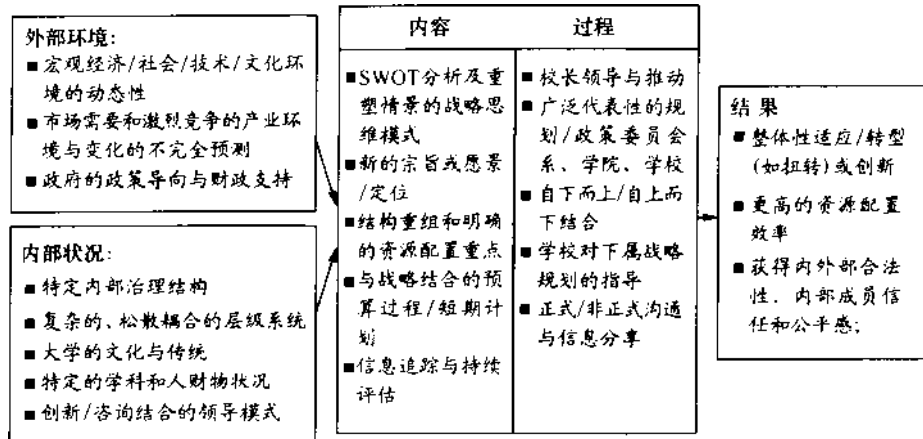 外部环境:
■ 宏观经济/社会/技术/文化环
境的动态性
■ 市场需要和激烈竞争的产业环
境与变化的不完全预测
■ 政府的政策导向与财政支持
内部状况:
■ 特定内部治理结构
■ 复杂的、松散耦合的层级系统
■ 大学的文化与传统
■ 特定的学科和人财物状况
■ 创新/咨询结合的领导模式
内容
■SWOT分析及重
塑情景的战略思
维模式
■新的宗旨或愿景
/定位
■结构重组和明确
的资源配置重点
■与战略结合的预
算过程/短期计
划
■信息追踪与持续
评估
过程
■ 校长领导与推动
■ 广泛代表性的规
划/政策委员会
系、学院、学校
■ 自下而上/自上而
下结合
■ 学校对下属战略
规划的指导
■ 正式/非正式沟通
与信息分享
结果
■ 整体性适应/转型
(如扭转)或创新
■ 更高的资源配置
效率
■ 获得内外部合法
性、内部成员信
任和公平感;